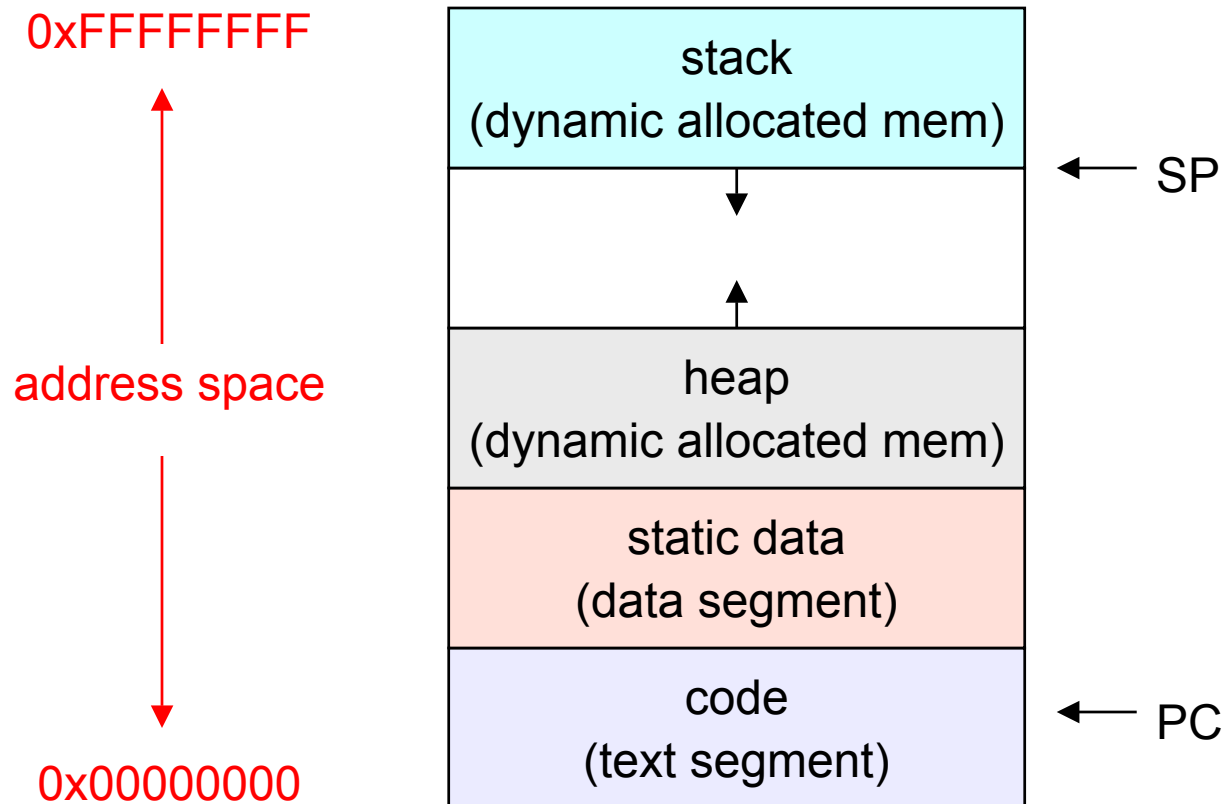 0xFFFFFFFF
stack
(dynamic allocated mem)
SP
address space
heap
(dynamic allocated mem)
static data
(data segment)
code
(text segment)
PC
0x00000000